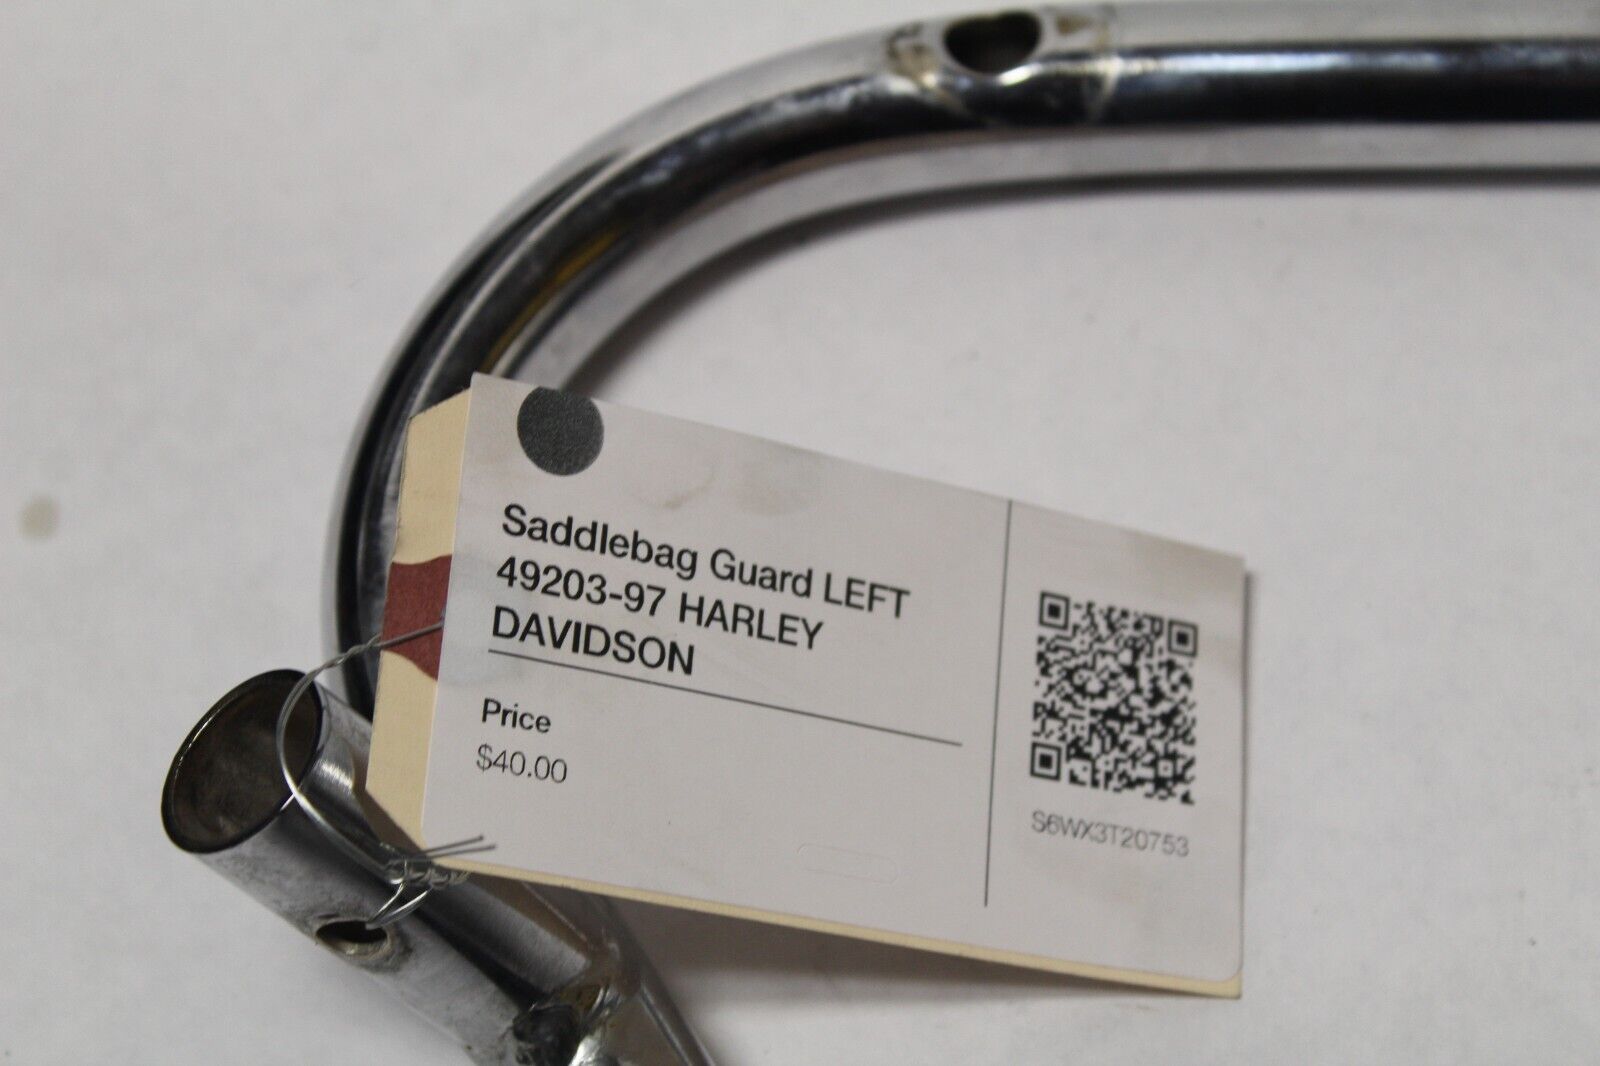 Saddlebag Guard LEFT
49203-97 HARLEY
DAVIDSON
Price
$40.00
S6WX3T20753